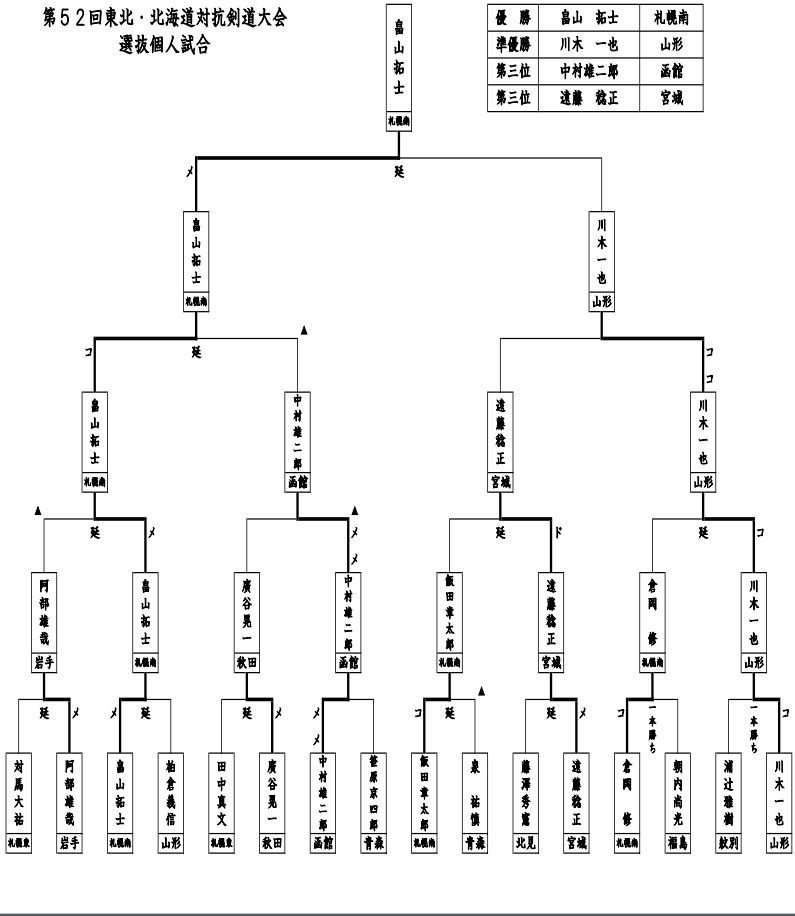 第５２回東北・北海道対抗剣道大会
選抜個人試合
優 勝 畠山 拓士 札幌南
準優勝 川木 一也 山形
第三位 中村雄二郎 函館
第三位 遠藤 稔正 宮城
畠山拓士
札幌南
メ 延
畠山拓士 川木一也
札幌南 山形
▲
コ 延 コ
コ
畠山拓士 中村雄二郎 遠藤稔正 川木一也
札幌南 函館 宮城 山形
▲ ▲
延 メ メ 延 ド 延 コ
メ
阿部雄哉 畠山拓士 廣谷晃一 中村雄二郎 飯田章太郎 遠藤稔正 倉岡 修 川木一也
岩手 札幌南 秋田 函館 札幌南 宮城 札幌南 山形
▲
延 メ メ 延 延 メ メ コ 延 延 メ コ 一本勝ち 一本勝ち コ
メ
対馬大祐 阿部雄哉 畠山拓士 柏倉義信 田中真文 廣谷晃一 中村雄二郎 笹原京四郎 飯田章太郎 泉 祐慎 藤澤秀憲 遠藤稔正 倉岡 修 朝内尚光 浦辻雅樹 川木一也
札幌東 岩手 札幌南 山形 札幌東 秋田 函館 青森 札幌南 青森 北見 宮城 札幌南 福島 紋別 山形